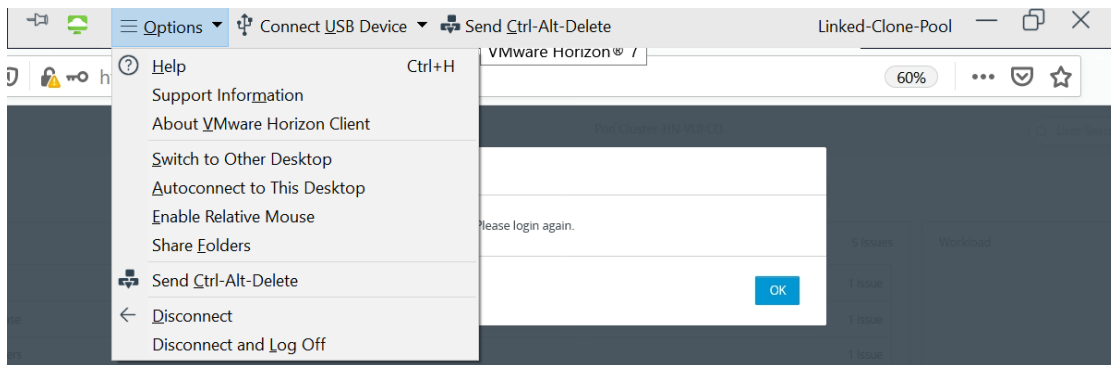 Options Connect USB Device Send Ctrl-Alt-Delete Linked-Clone-Pool
VMware Horizon® 7
Help Ctrl+H
h 60%
Support Information
About VMware Horizon Client
Switch to Other Desktop
Autoconnect to This Desktop
Enable Relative Mouse
Please login again.
Share Folders
5 Issues Workload
Send Ctrl-Alt-Delete
OK
1 Issue
Disconnect
1 Issue
Disconnect and Log Off
1 Issue